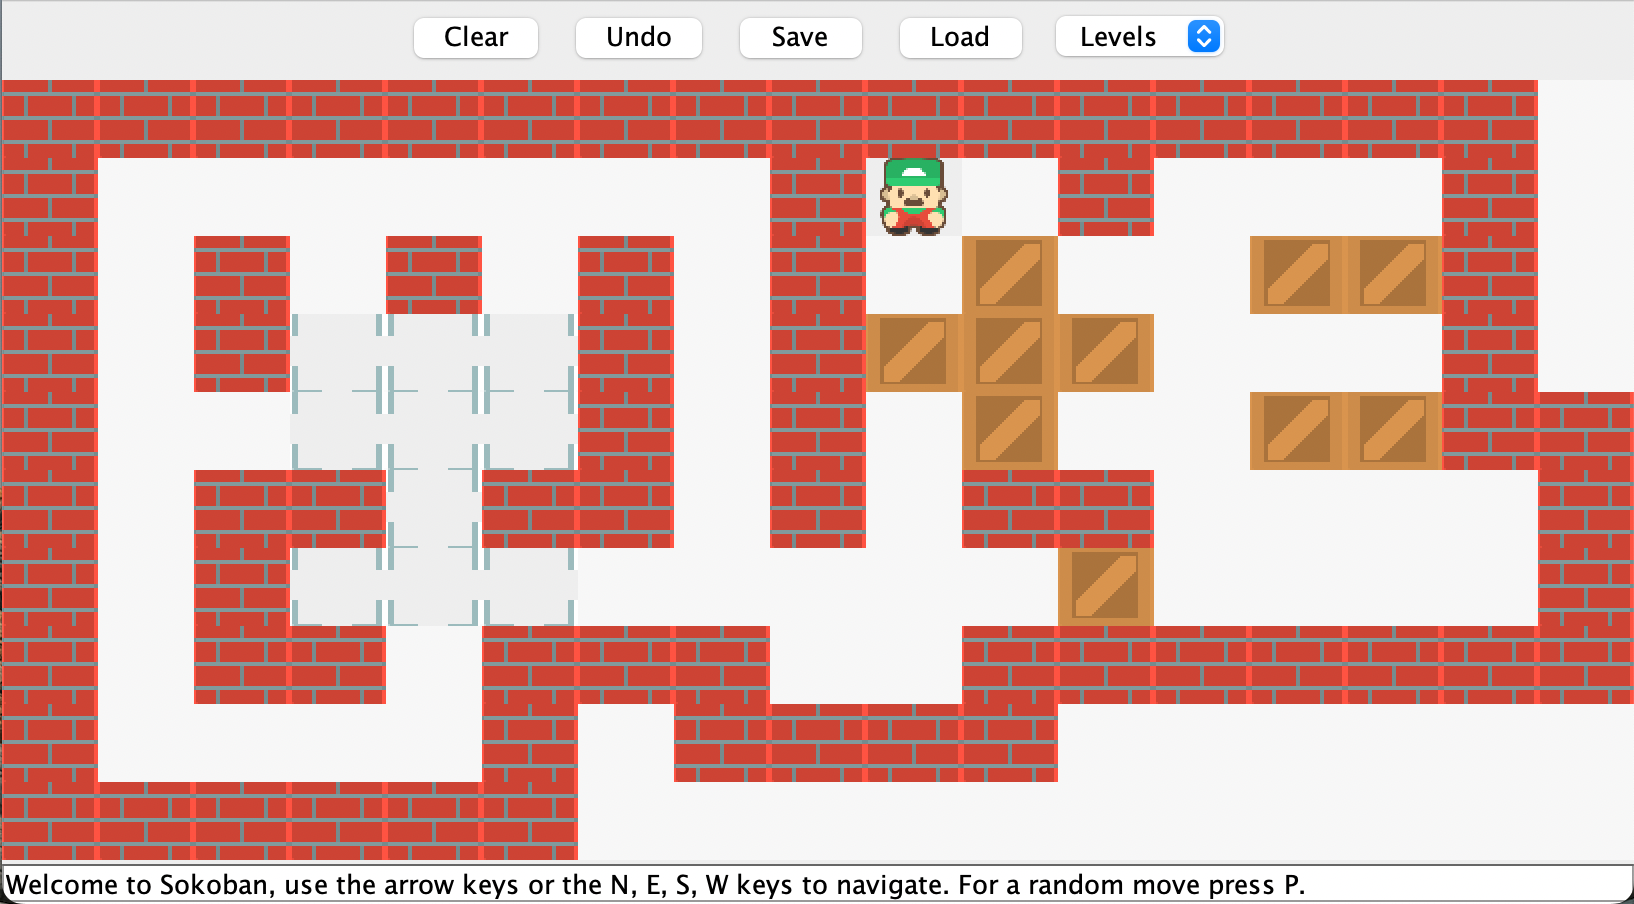 Clear Undo Save Load Levels
Welcome to Sokoban, use the arrow keys or the N, E, S, W keys to navigate. For a random move press P.